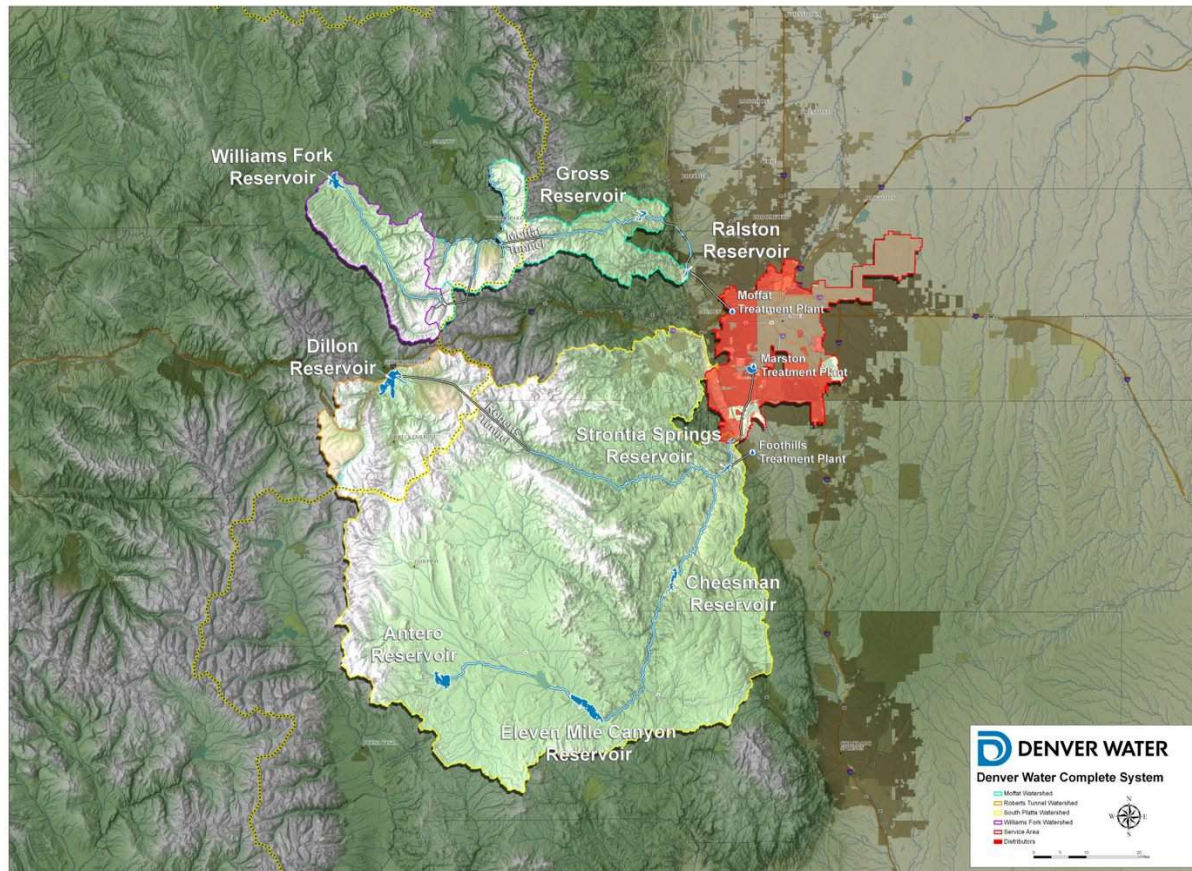 Williams Fork
Reservoir
Gross
Reservoir
Moffat
Tunnel
Ralston
Reservoir
Moffat
Treatment Plant
Dillon
Reservoir
Marston
Treatment Plant
Roberts
Tunnel
Strontia Springs
Reservoir
Foothills
Treatment Plant
Cheesman
Reservoir
Antero
Reservoir
Eleven Mile Canyon
Reservoir
DENVER WATER
Denver Water Complete System
Moffat Watershed
Roberts Tunnel Watershed
South Platte Watershed
Williams Fork Watershed
Service Area
Distributors
N
W
E
S